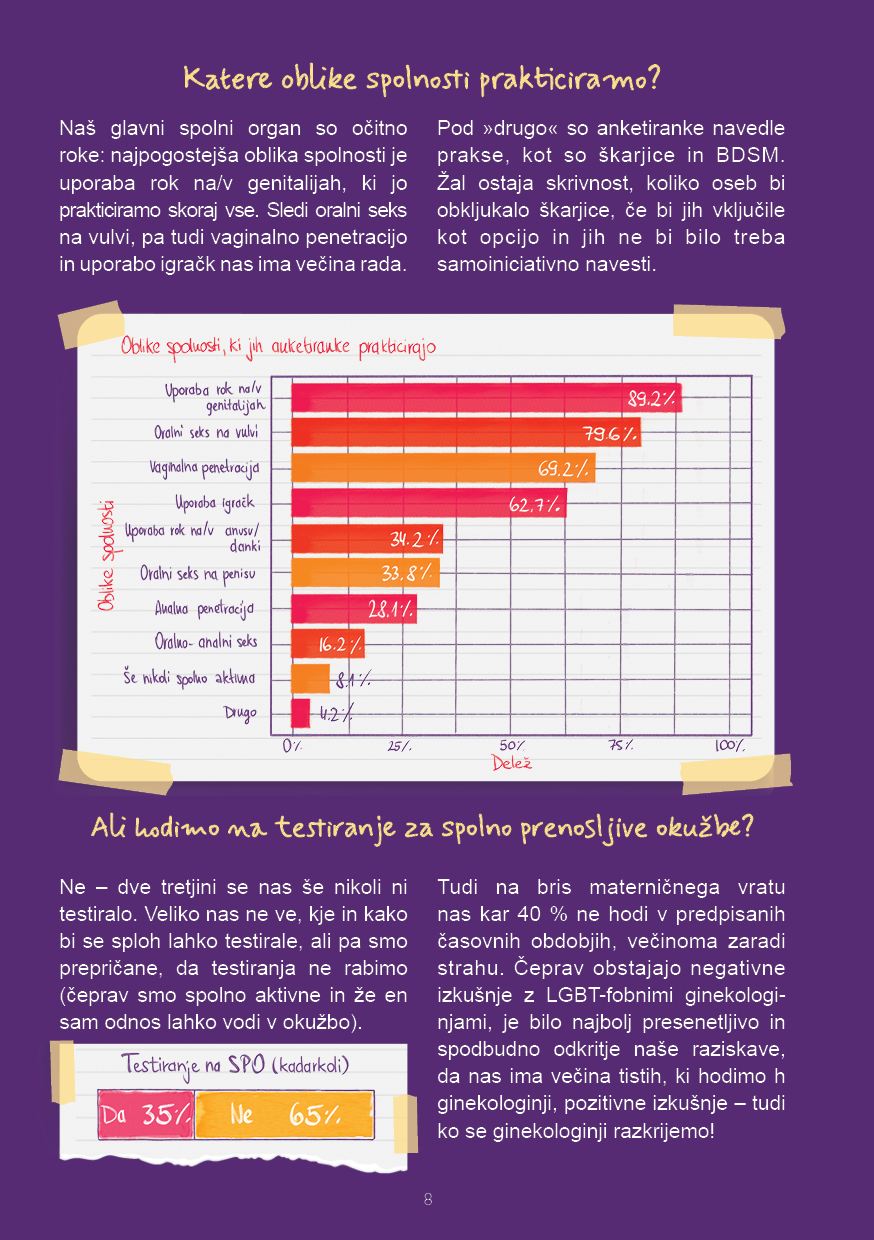 Katere oblike spolnosti prakticiramo?
Naš glavni spolni organ so očitno
roke: najpogostejša oblika spolnosti je
uporaba rok na/v genitalijah, ki jo
prakticiramo skoraj vse. Sledi oralni seks
na vulvi, pa tudi vaginalno penetracijo
in uporabo igračk nas ima večina rada.
Pod »drugo« so anketiranke navedle
prakse, kot so škarjice in BDSM.
Žal ostaja skrivnost, koliko oseb bi
obkljukalo škarjice, če bi jih vključile
kot opcijo in jih ne bi bilo treba
samoiniciativno navesti.
Oblike spolnosti, ki jih anketiranke prakticirajo
Oblike spolnosti
Uporaba rok na/v
genitalijah
89.2%
Oralni seks na vulvi
79.6%
Vaginalna penetracija
69.2%
Uporaba igračk
62.7%
Uporaba rok na/v anusu/
danki
34.2%
Oralni seks na penisu
33.8%
Analna penetracija
28.1%
Oralno-analni seks
16.2%
Še nikoli spolno aktivna
8.1%
Drugo
4.2%
0% 25% 50% 75% 100%
Delež
Ali hodimo na testiranje za spolno prenosljive okužbe?
Ne – dve tretjini se nas še nikoli ni
testiralo. Veliko nas ne ve, kje in kako
bi se sploh lahko testirale, ali pa smo
prepričane, da testiranja ne rabimo
(čeprav smo spolno aktivne in že en
sam odnos lahko vodi v okužbo).
Testiranje na SPO (kadarkoli)
Da 35% Ne 65%
Tudi na bris materničnega vratu
nas kar 40 % ne hodi v predpisanih
časovnih obdobjih, večinoma zaradi
strahu. Čeprav obstajajo negativne
izkušnje z LGBT-fobnimi ginekologi-
njami, je bilo najbolj presenetljivo in
spodbudno odkritje naše raziskave,
da nas ima večina tistih, ki hodimo h
ginekologinji, pozitivne izkušnje – tudi
ko se ginekologinji razkrijemo!
8